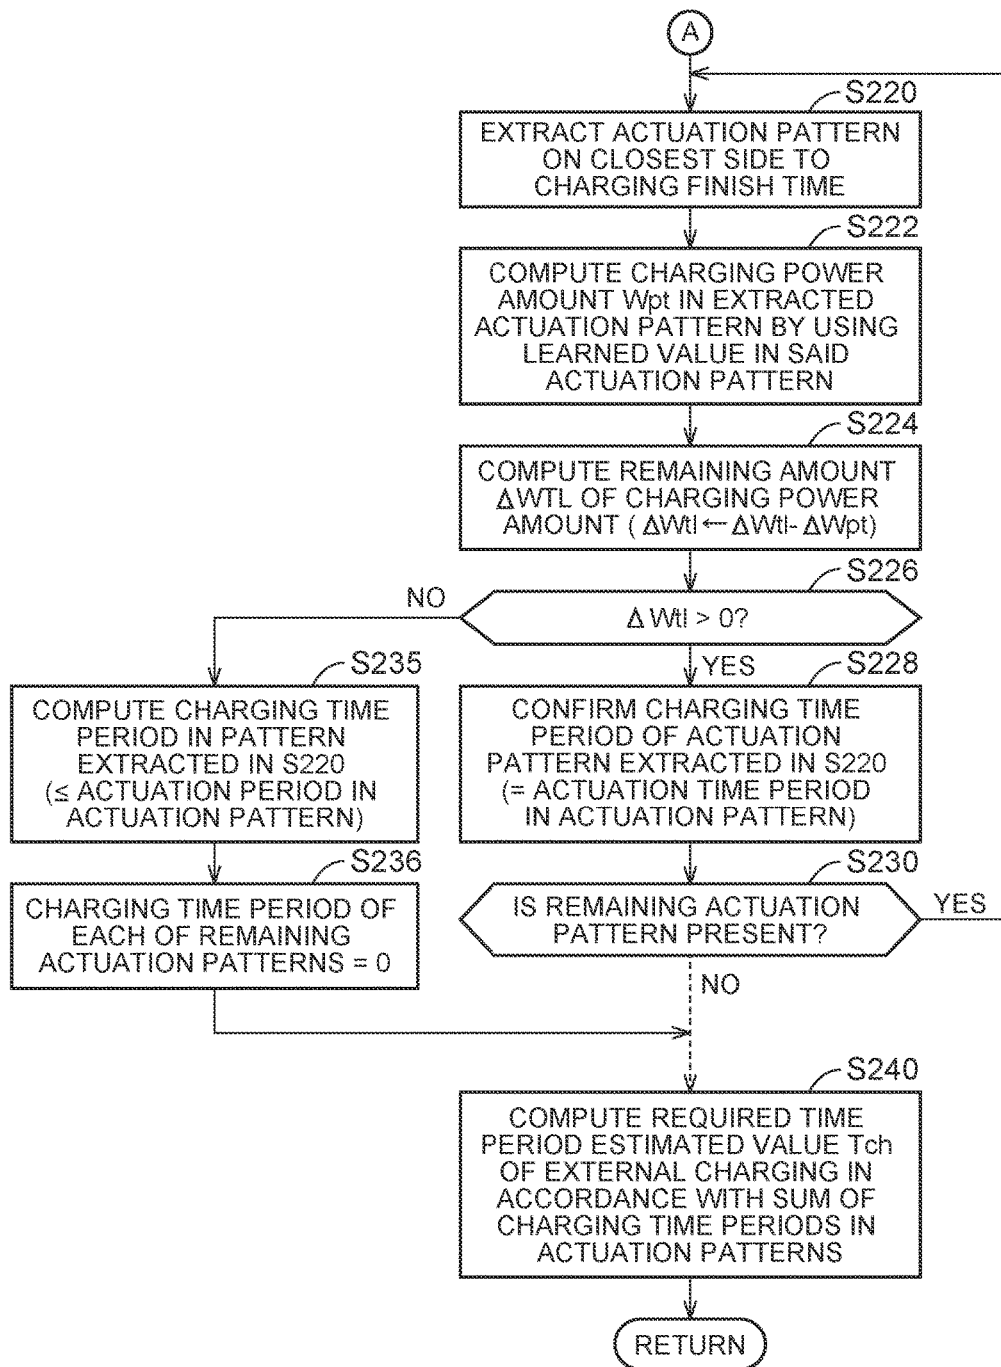 A
S220
EXTRACT ACTUATION PATTERN
ON CLOSEST SIDE TO
CHARGING FINISH TIME
S222
COMPUTE CHARGING POWER
AMOUNT Wpt IN EXTRACTED
ACTUATION PATTERN BY USING
LEARNED VALUE IN SAID
ACTUATION PATTERN
S224
COMPUTE REMAINING AMOUNT
ΔWTL OF CHARGING POWER
AMOUNT ( ΔWtl ← ΔWtl- ΔWpt)
S226
Δ Wtl > 0?
NO
YES
S235
COMPUTE CHARGING TIME
PERIOD IN PATTERN
EXTRACTED IN S220
(≤ ACTUATION PERIOD IN
ACTUATION PATTERN)
S228
CONFIRM CHARGING TIME
PERIOD OF ACTUATION
PATTERN EXTRACTED IN S220
(= ACTUATION TIME PERIOD
IN ACTUATION PATTERN)
S236
CHARGING TIME PERIOD OF
EACH OF REMAINING
ACTUATION PATTERNS = 0
S230
IS REMAINING ACTUATION
PATTERN PRESENT?
YES
NO
S240
COMPUTE REQUIRED TIME
PERIOD ESTIMATED VALUE Tch
OF EXTERNAL CHARGING IN
ACCORDANCE WITH SUM OF
CHARGING TIME PERIODS IN
ACTUATION PATTERNS
RETURN